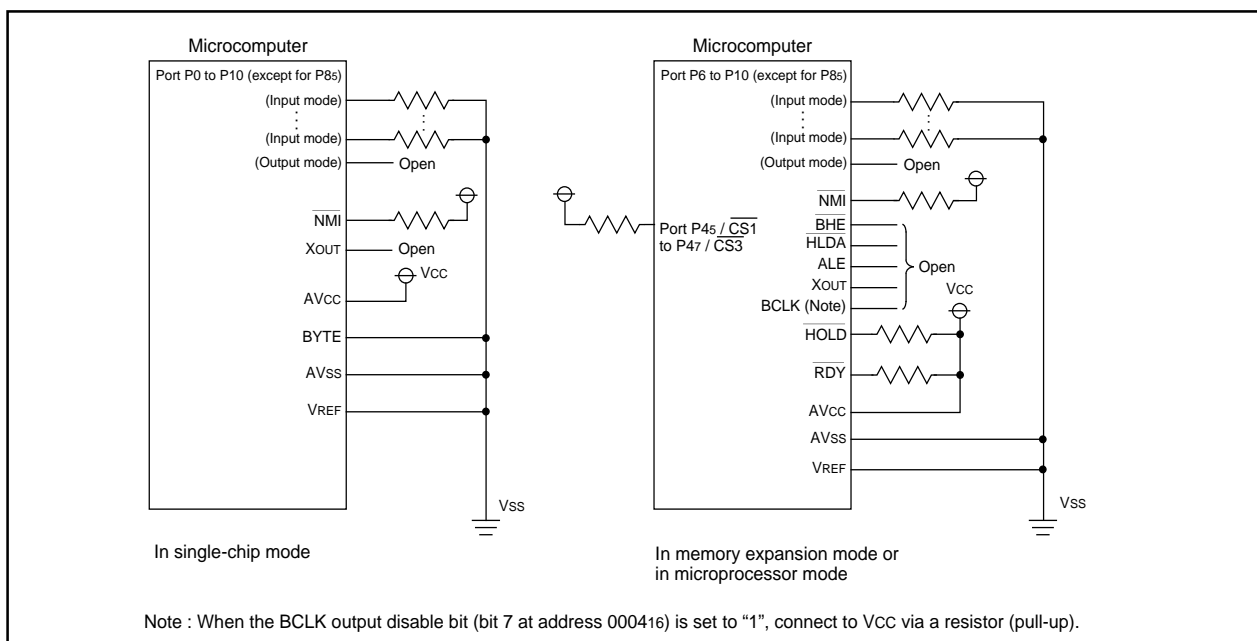 Microcomputer
Port P0 to P10 (except for P85)
(Input mode)
(Input mode)
(Output mode)
Open
NMI
XOUT
Open
VCC
AVCC
BYTE
AVSS
VREF
VSS
In single-chip mode
Microcomputer
Port P6 to P10 (except for P85)
(Input mode)
(Input mode)
(Output mode)
Open
NMI
Port P45 / CS1
to P47 / CS3
BHE
HLDA
ALE
XOUT
BCLK (Note)
Open
VCC
HOLD
RDY
AVCC
AVSS
VREF
VSS
In memory expansion mode or
in microprocessor mode
Note : When the BCLK output disable bit (bit 7 at address 000416) is set to “1”, connect to VCC via a resistor (pull-up).